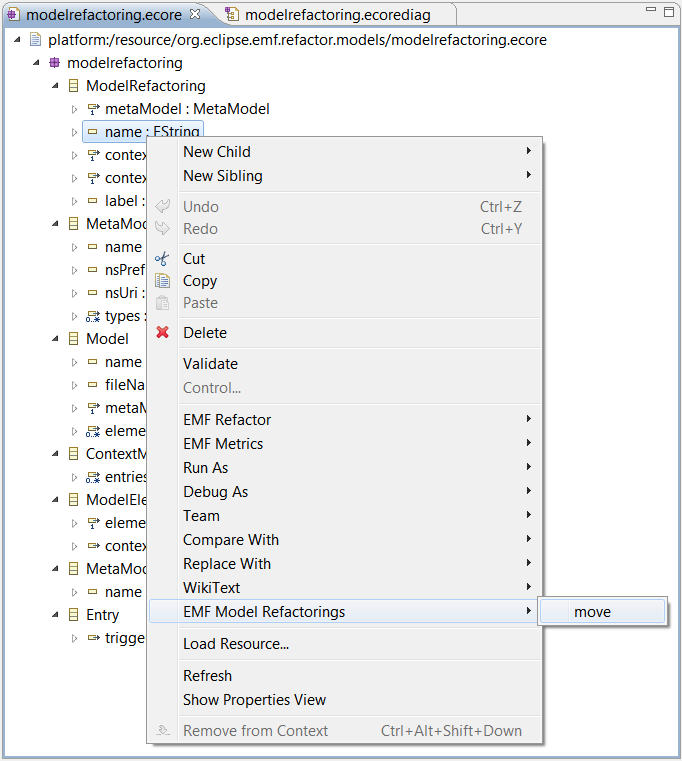 modelrefactoring.ecore modelrefactoring.ecorediag
platform:/resource/org.eclipse.emf.refactor.models/modelrefactoring.ecore
modelrefactoring
ModelRefactoring
metaModel : MetaModel
name : EString
contex
contex
label :
MetaMod
name
nsPref
nsUri :
types :
Model
name
fileNa
metaM
eleme
ContextM
entries
ModelEle
eleme
contex
MetaMod
name
Entry
trigge
New Child
New Sibling
Undo Ctrl+Z
Redo Ctrl+Y
Cut
Copy
Paste
Delete
Validate
Control...
EMF Refactor
EMF Metrics
Run As
Debug As
Team
Compare With
Replace With
WikiText
EMF Model Refactorings
move
Load Resource...
Refresh
Show Properties View
Remove from Context Ctrl+Alt+Shift+Down